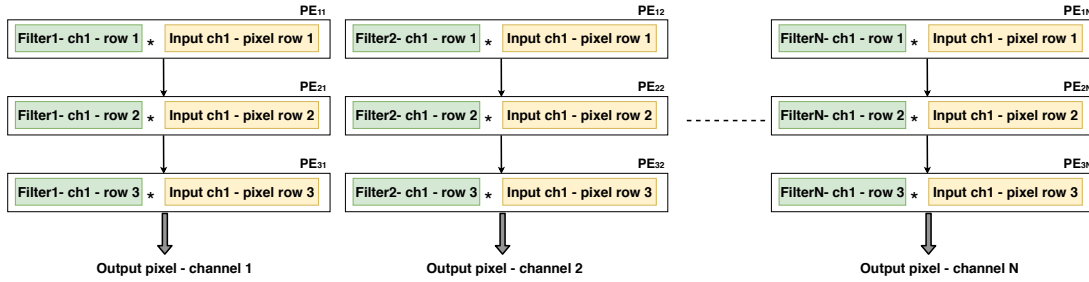 PE11 PE12 PE1N
Filter1- ch1 - row 1 * Input ch1 - pixel row 1 Filter2- ch1 - row 1 * Input ch1 - pixel row 1 FilterN- ch1 - row 1 * Input ch1 - pixel row 1
PE21 PE22 PE2N
Filter1- ch1 - row 2 * Input ch1 - pixel row 2 Filter2- ch1 - row 2 * Input ch1 - pixel row 2 FilterN- ch1 - row 2 * Input ch1 - pixel row 2
PE31 PE32 PE3N
Filter1- ch1 - row 3 * Input ch1 - pixel row 3 Filter2- ch1 - row 3 * Input ch1 - pixel row 3 FilterN- ch1 - row 3 * Input ch1 - pixel row 3
Output pixel - channel 1 Output pixel - channel 2 Output pixel - channel N